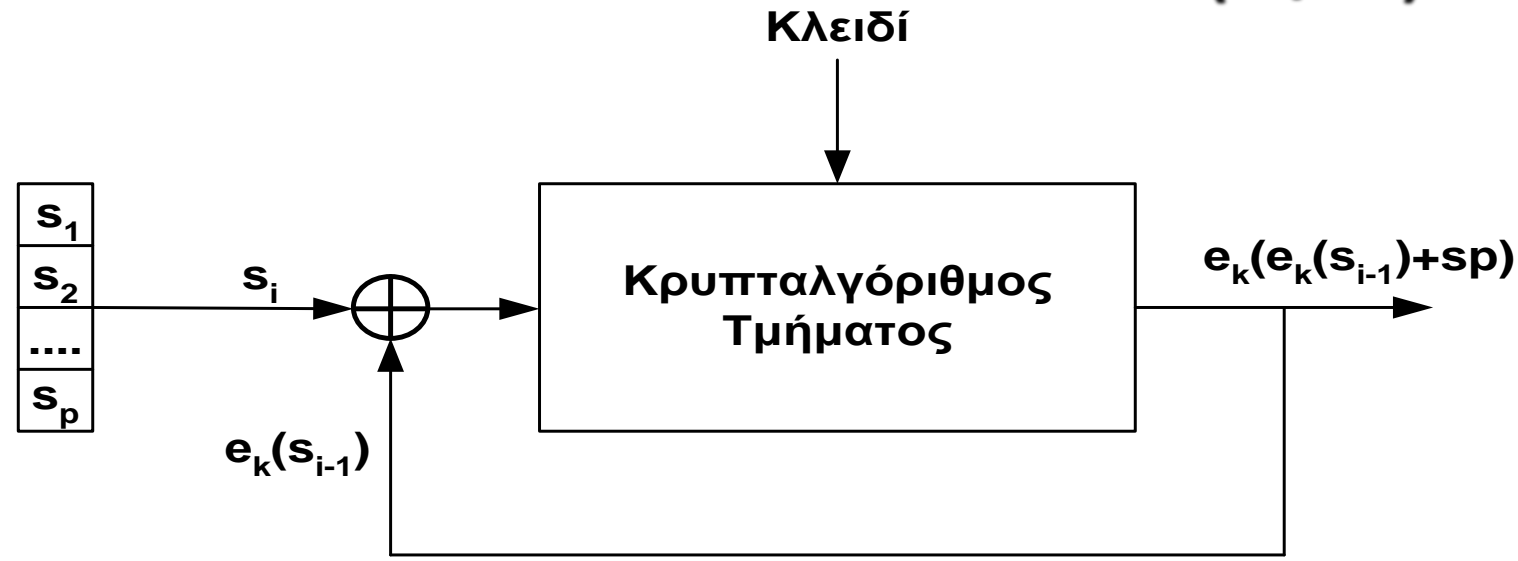 Κλειδί
s₁
s₂
....
sₚ
sᵢ
eₖ(sᵢ₋₁)
Κρυπταλγόριθμος
Τμήματος
eₖ(eₖ(sᵢ₋₁)+sp)